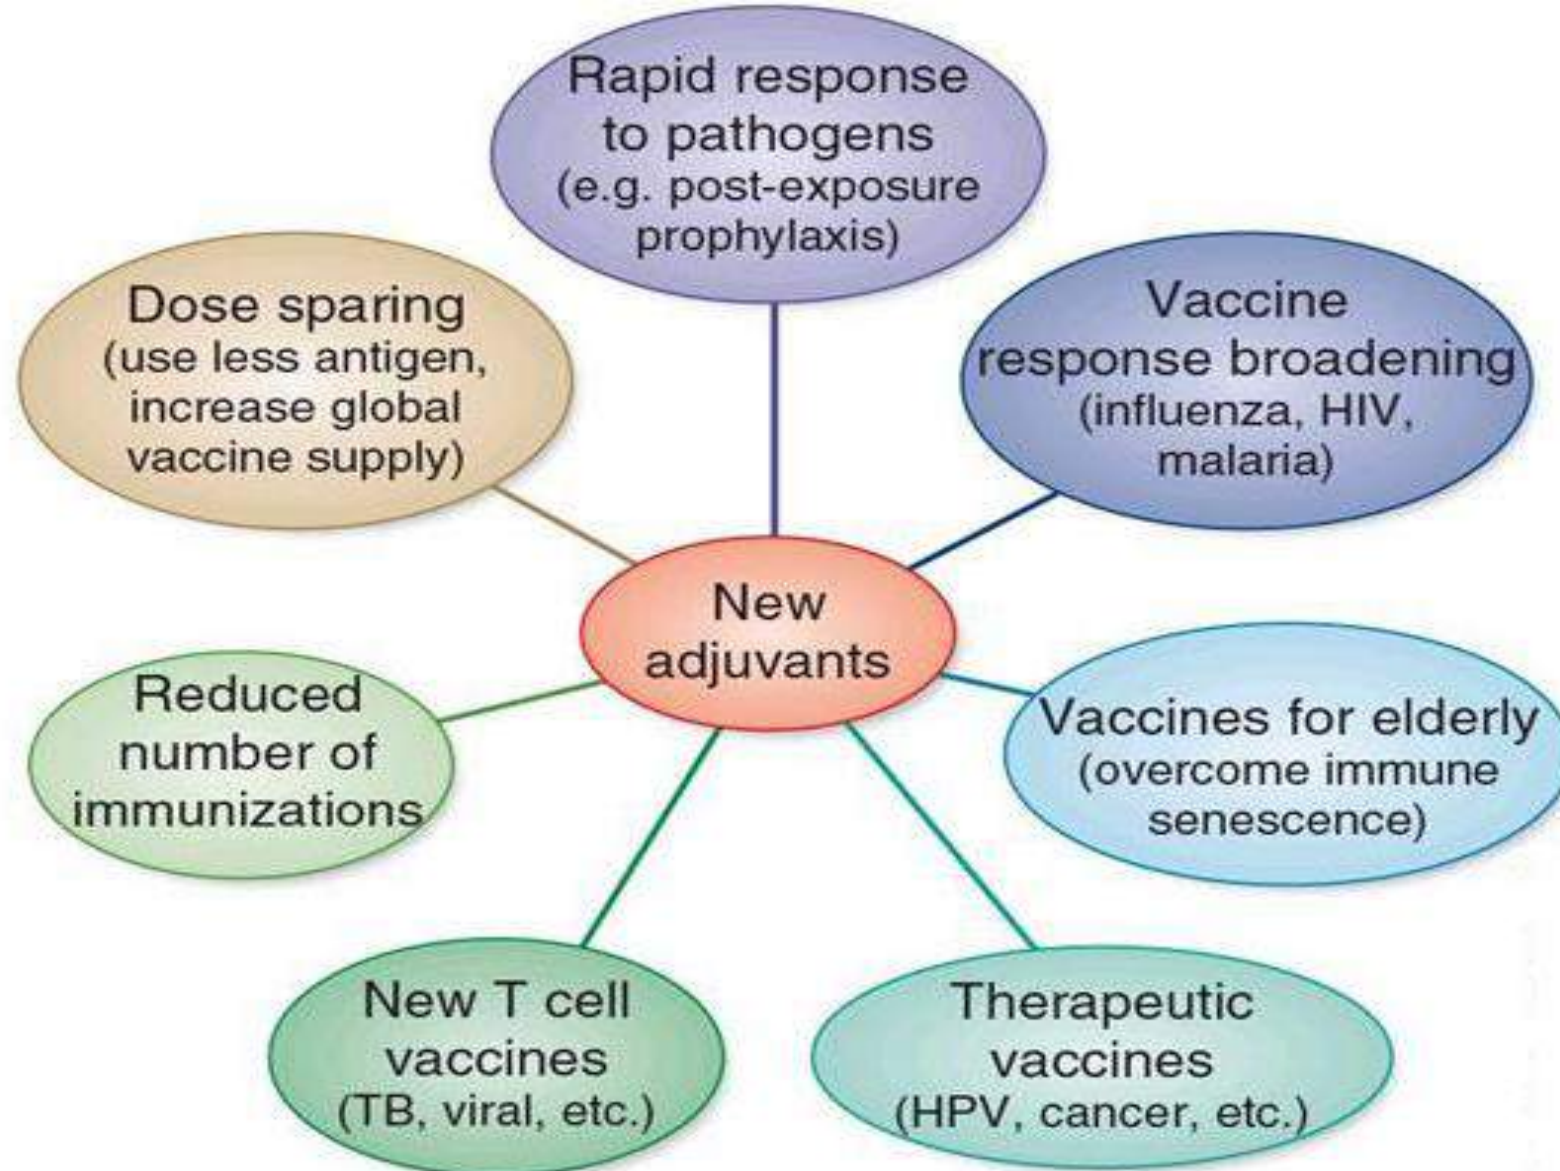 Rapid response
to pathogens
(e.g. post-exposure
prophylaxis)
Dose sparing
(use less antigen,
increase global
vaccine supply)
Vaccine
response broadening
(influenza, HIV,
malaria)
New
adjuvants
Reduced
number of
immunizations
Vaccines for elderly
(overcome immune
senescence)
New T cell
vaccines
(TB, viral, etc.)
Therapeutic
vaccines
(HPV, cancer, etc.)